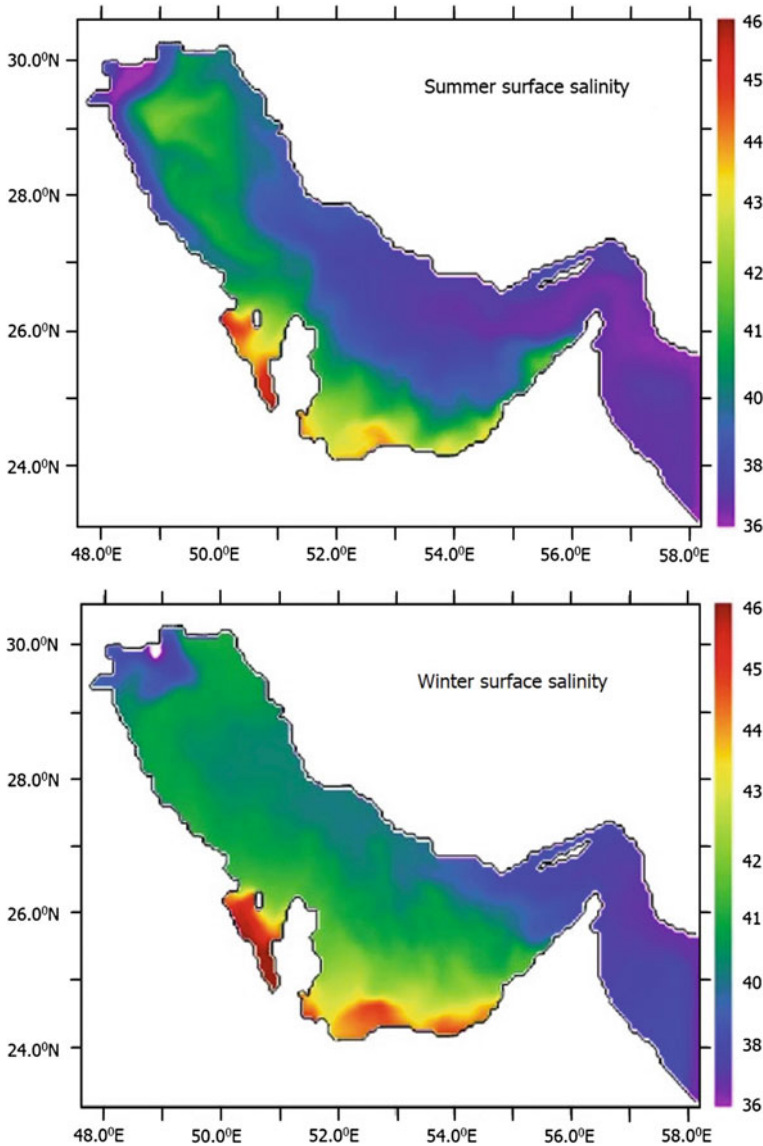 Summer surface salinity
30.0⁰N
28.0⁰N
26.0⁰N
24.0⁰N
48.0⁰E 50.0⁰E 52.0⁰E 54.0⁰E 56.0⁰E 58.0⁰E
46
45
44
43
42
41
40
38
37
36
Winter surface salinity
30.0⁰N
28.0⁰N
26.0⁰N
24.0⁰N
48.0⁰E 50.0⁰E 52.0⁰E 54.0⁰E 56.0⁰E 58.0⁰E
46
45
44
43
42
41
40
38
37
36